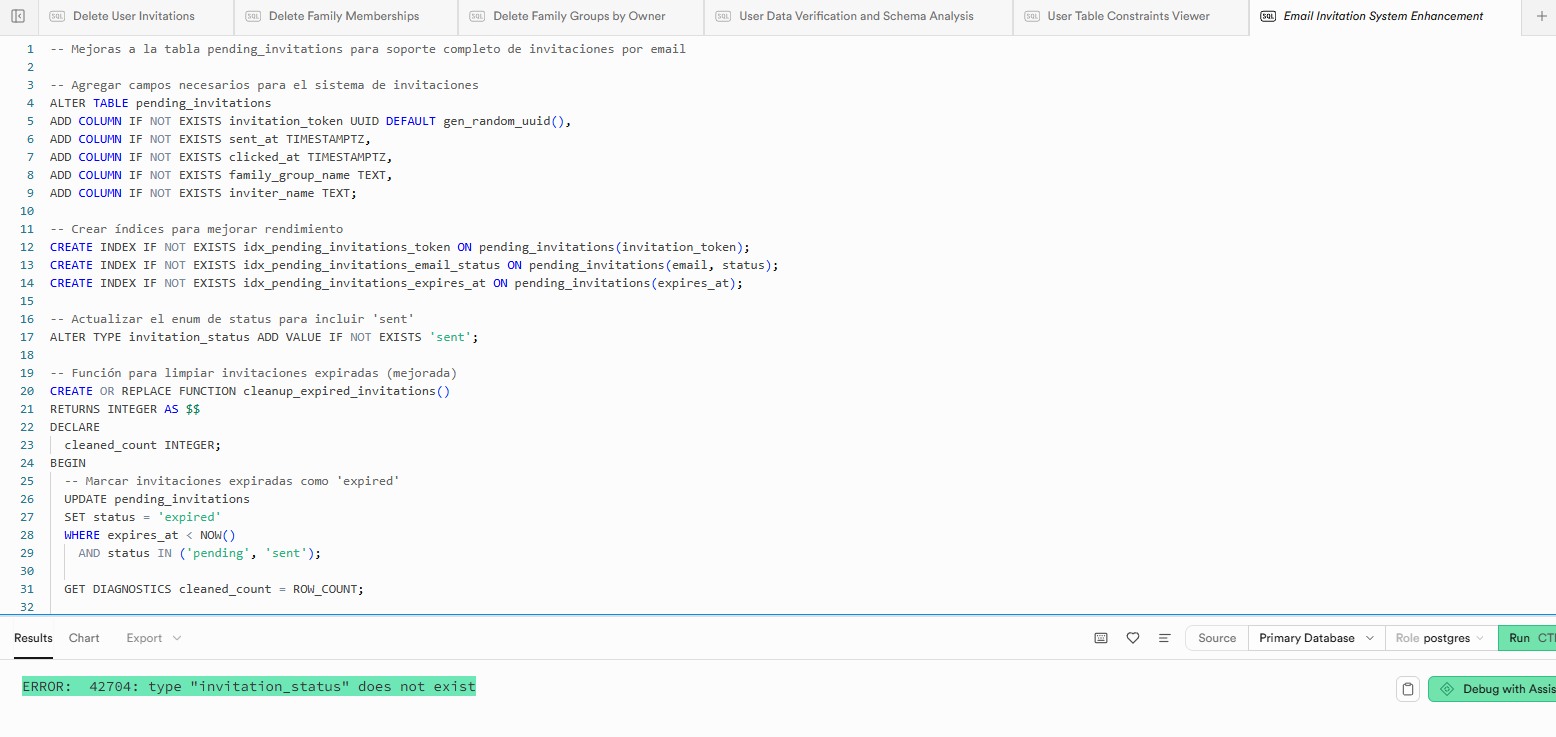 SQL Delete User Invitations
SQL Delete Family Memberships
SQL Delete Family Groups by Owner
SQL User Data Verification and Schema Analysis
SQL User Table Constraints Viewer
SQL Email Invitation System Enhancement
1 -- Mejoras a la tabla pending_invitations para soporte completo de invitaciones por email
2
3 -- Agregar campos necesarios para el sistema de invitaciones
4 ALTER TABLE pending_invitations
5 ADD COLUMN IF NOT EXISTS invitation_token UUID DEFAULT gen_random_uuid(),
6 ADD COLUMN IF NOT EXISTS sent_at TIMESTAMPTZ,
7 ADD COLUMN IF NOT EXISTS clicked_at TIMESTAMPTZ,
8 ADD COLUMN IF NOT EXISTS family_group_name TEXT,
9 ADD COLUMN IF NOT EXISTS inviter_name TEXT;
10
11 -- Crear índices para mejorar rendimiento
12 CREATE INDEX IF NOT EXISTS idx_pending_invitations_token ON pending_invitations(invitation_token);
13 CREATE INDEX IF NOT EXISTS idx_pending_invitations_email_status ON pending_invitations(email, status);
14 CREATE INDEX IF NOT EXISTS idx_pending_invitations_expires_at ON pending_invitations(expires_at);
15
16 -- Actualizar el enum de status para incluir 'sent'
17 ALTER TYPE invitation_status ADD VALUE IF NOT EXISTS 'sent';
18
19 -- Función para limpiar invitaciones expiradas (mejorada)
20 CREATE OR REPLACE FUNCTION cleanup_expired_invitations()
21 RETURNS INTEGER AS $$
22 DECLARE
23 cleaned_count INTEGER;
24 BEGIN
25 -- Marcar invitaciones expiradas como 'expired'
26 UPDATE pending_invitations
27 SET status = 'expired'
28 WHERE expires_at < NOW()
29 AND status IN ('pending', 'sent');
30
31 GET DIAGNOSTICS cleaned_count = ROW_COUNT;
32
Results Chart Export Source Primary Database Role postgres Run CT
ERROR: 42704: type "invitation_status" does not exist
Debug with Assis